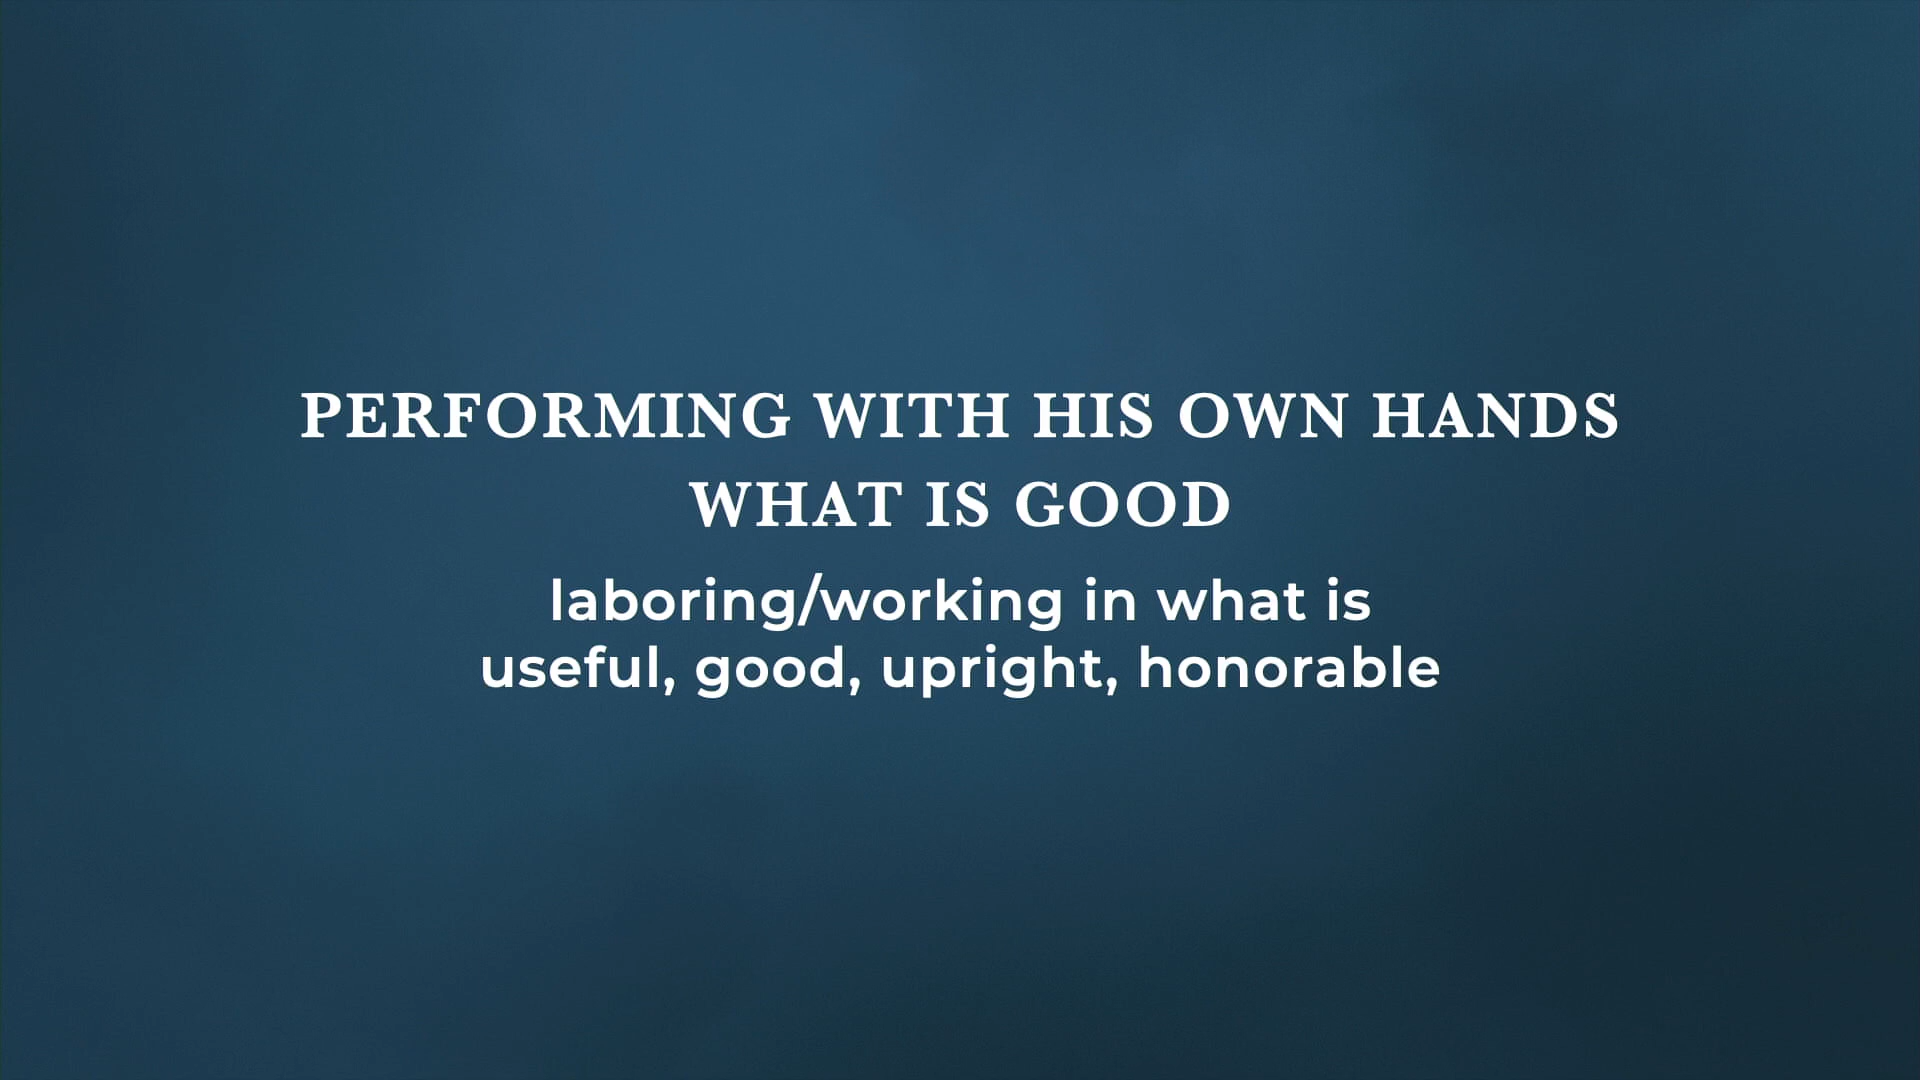 PERFORMING WITH HIS OWN HANDS
WHAT IS GOOD
laboring/working in what is
useful, good, upright, honorable